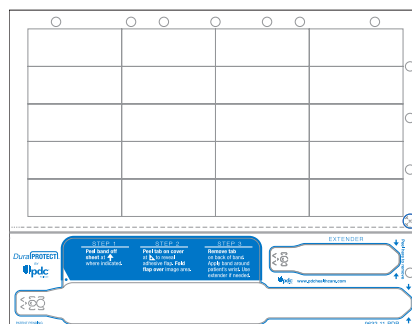 STEP 1
Peel band off
sheet at
where indicated.
STEP 2
Peel tab on cover
at to reveal
adhesive flap. Fold
flap over image area.
STEP 3
Remove tab
on back of band.
Apply band around
patient's wrist. Use
extender if needed.
EXTENDER
DuraPROTECT
BY
pdc
pdc www.pdchealthcare.com